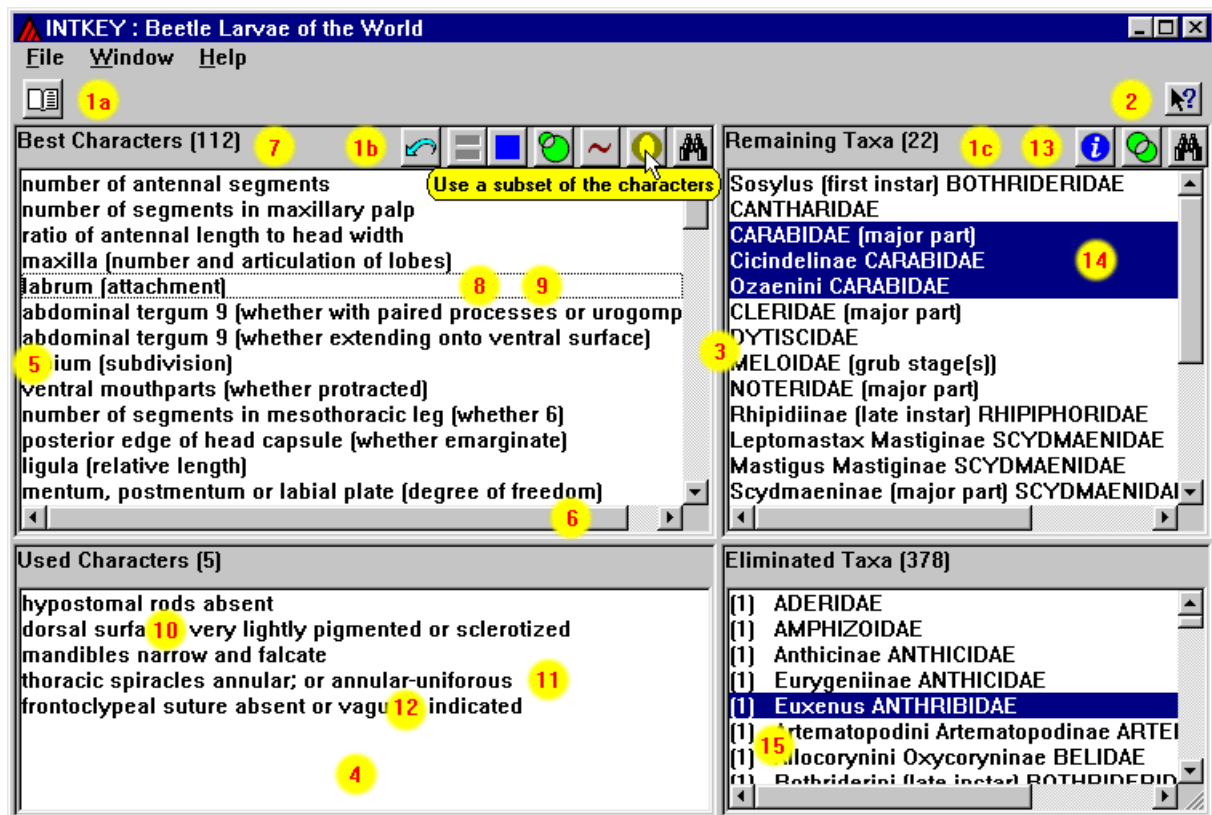 INTKEY : Beetle Larvae of the World
File Window Help
1a
2
Best Characters (112) 7 1b
Remaining Taxa (22) 1c 13
Use a subset of the characters
number of antennal segments
number of segments in maxillary palp
ratio of antennal length to head width
maxilla (number and articulation of lobes)
labrum (attachment) 8 9
abdominal tergum 9 (whether with paired processes or urogomp
abdominal tergum 9 (whether extending onto ventral surface)
5 ium (subdivision)
ventral mouthparts (whether protracted)
number of segments in mesothoracic leg (whether 6)
posterior edge of head capsule (whether emarginate)
ligula (relative length)
mentum, postmentum or labial plate (degree of freedom)
6
Sosylus (first instar) BOTHRIDERIDAE
CANTHARIDAE
CARABIDAE (major part)
Cicindelinae CARABIDAE 14
Ozaenini CARABIDAE
CLERIDAE (major part)
DYTISCIDAE
3
MELOIDAE (grub stage(s))
NOTERIDAE (major part)
Rhipidiinae (late instar) RHIPIPHORIDAE
Leptomastax Mastiginae SCYDMAENIDAE
Mastigus Mastiginae SCYDMAENIDAE
Scydmaeninae (major part) SCYDMAENIDAI
Used Characters (5)
hypostomal rods absent
dorsal surfa 10 very lightly pigmented or sclerotized
mandibles narrow and falcate
thoracic spiracles annular; or annular-uniforous 11
frontoclypeal suture absent or vagu 12 indicated
4
Eliminated Taxa (378)
(1) ADERIDAE
(1) AMPHIZOIDAE
(1) Anthicinae ANTHICIDAE
(1) Eurygeniinae ANTHICIDAE
(1) Euxenus ANTHRIBIDAE
(1) Artematopodini Artematopodinae ARTEI
15
(1) Allocorynini Oxycoryninae BELIDAE
(1) Bothriderini (late instar) BOTHRIDERID